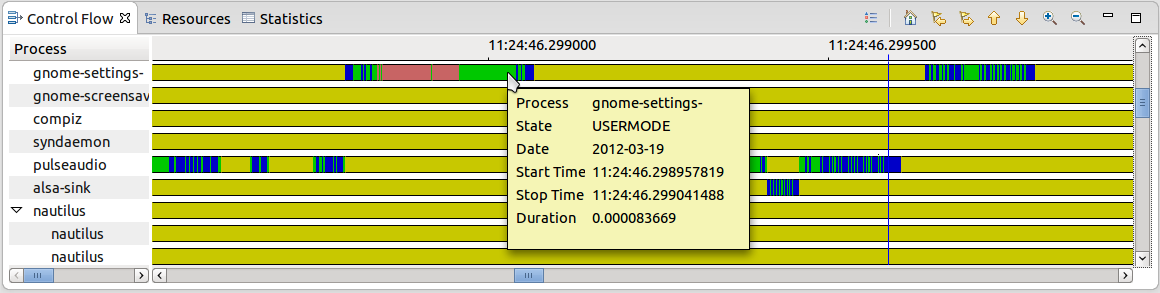 Control Flow Resources Statistics
Process 11:24:46.299000 11:24:46.299500
gnome-settings-
gnome-screensav
compiz
syndaemon
pulseaudio
alsa-sink
nautilus
nautilus
nautilus
Process gnome-settings-
State USERMODE
Date 2012-03-19
Start Time 11:24:46.298957819
Stop Time 11:24:46.299041488
Duration 0.000083669